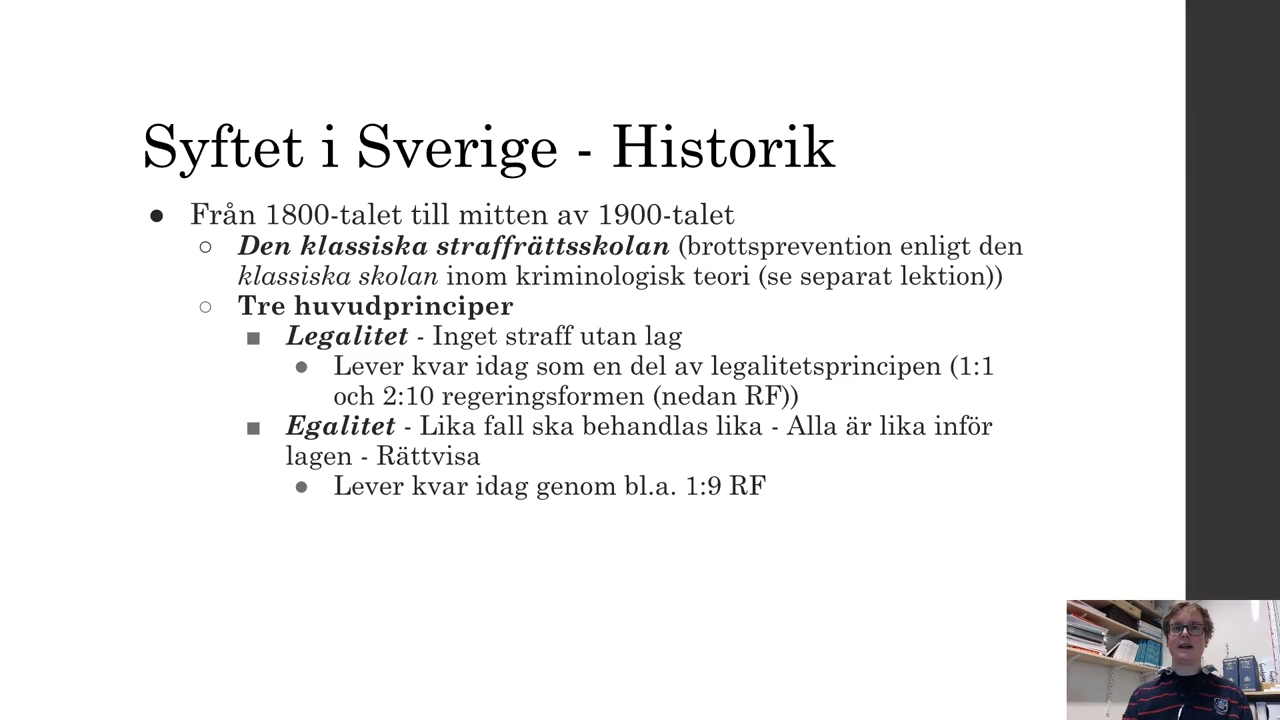 Syftet i Sverige - Historik
● Från 1800-talet till mitten av 1900-talet
○ Den klassiska straffrättsskolan (brottsprevention enligt den
klassiska skolan inom kriminologisk teori (se separat lektion))
○ Tre huvudprinciper
■ Legalitet - Inget straff utan lag
● Lever kvar idag som en del av legalitetsprincipen (1:1
och 2:10 regeringsformen (nedan RF))
■ Egalitet - Lika fall ska behandlas lika - Alla är lika inför
lagen - Rättvisa
● Lever kvar idag genom bl.a. 1:9 RF